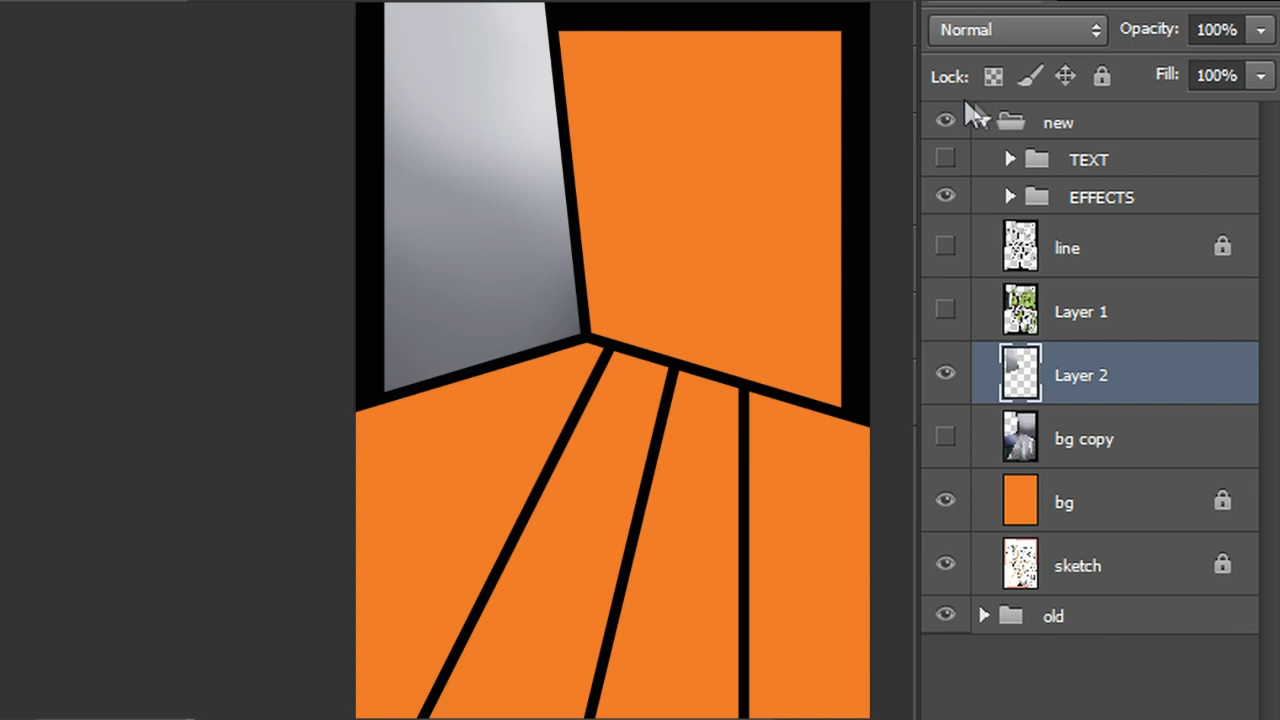 Normal Opacity: 100%
Lock: Fill: 100%
new
TEXT
EFFECTS
line
Layer 1
Layer 2
bg copy
bg
sketch
old